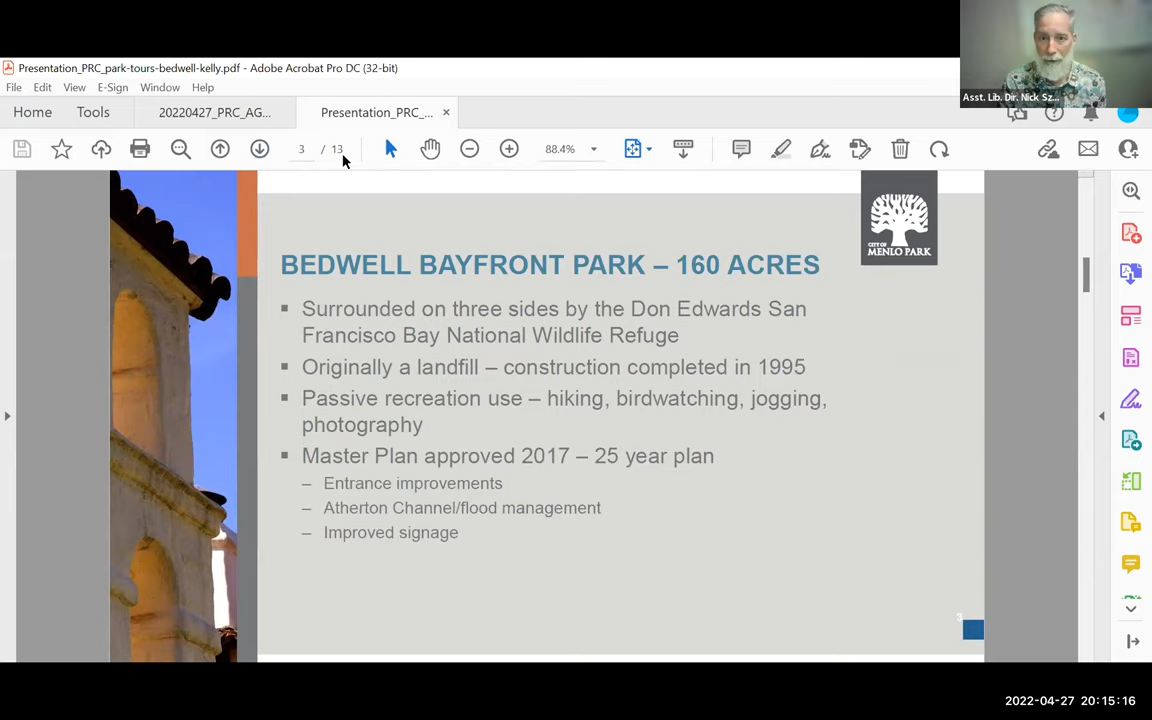 Presentation_PRC_park-tours-bedwell-kelly.pdf - Adobe Acrobat Pro DC (32-bit)
File Edit View E-Sign Window Help
Home Tools 20220427_PRC_AG... Presentation_PRC_... ×
Asst. Lib. Dir. Nick Sz...
3 / 13 88.4%
CITY OF
MENLO PARK
BEDWELL BAYFRONT PARK – 160 ACRES
▪ Surrounded on three sides by the Don Edwards San
Francisco Bay National Wildlife Refuge
▪ Originally a landfill – construction completed in 1995
▪ Passive recreation use – hiking, birdwatching, jogging,
photography
▪ Master Plan approved 2017 – 25 year plan
– Entrance improvements
– Atherton Channel/flood management
– Improved signage
3
2022-04-27 20:15:16